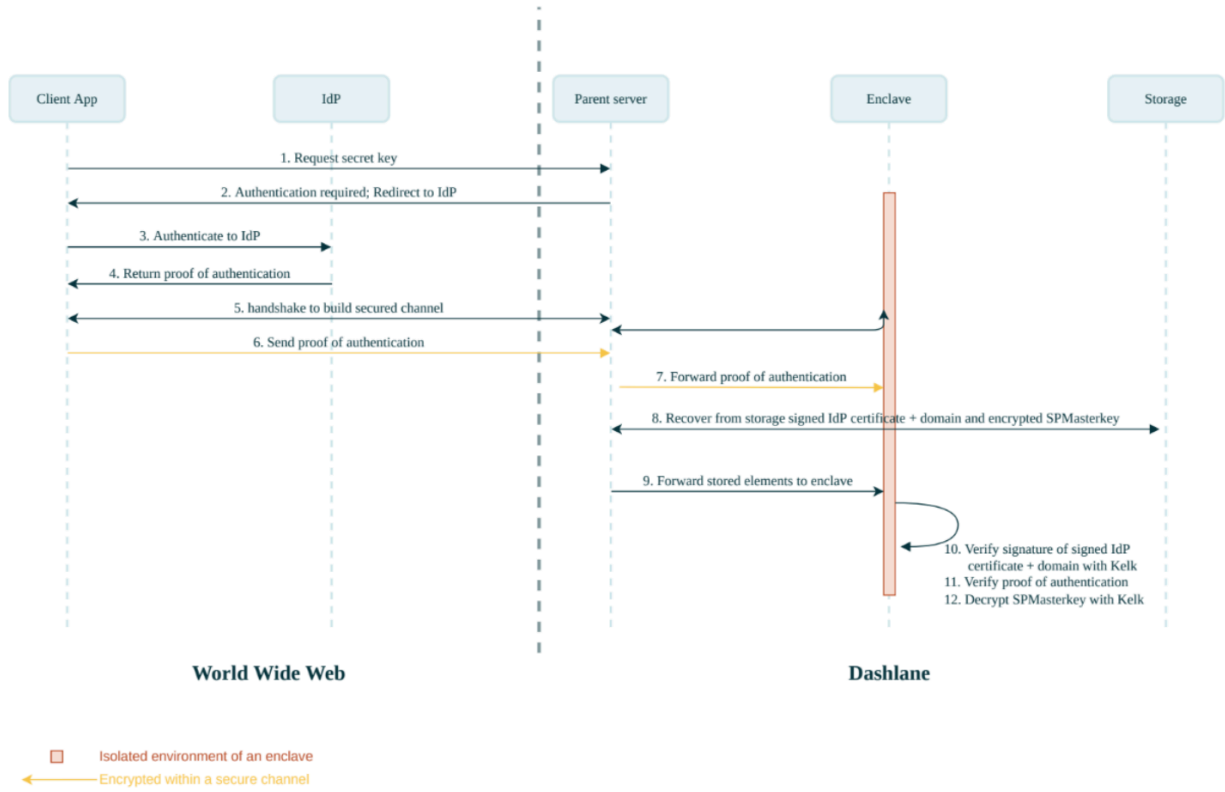 Client App
IdP
Parent server
Enclave
Storage
1. Request secret key
2. Authentication required; Redirect to IdP
3. Authenticate to IdP
4. Return proof of authentication
5. handshake to build secured channel
6. Send proof of authentication
7. Forward proof of authentication
8. Recover from storage signed IdP certificate + domain and encrypted SPMasterkey
9. Forward stored elements to enclave
10. Verify signature of signed IdP
certificate + domain with Kelk
11. Verify proof of authentication
12. Decrypt SPMasterkey with Kelk
World Wide Web
Dashlane
Isolated environment of an enclave
Encrypted within a secure channel